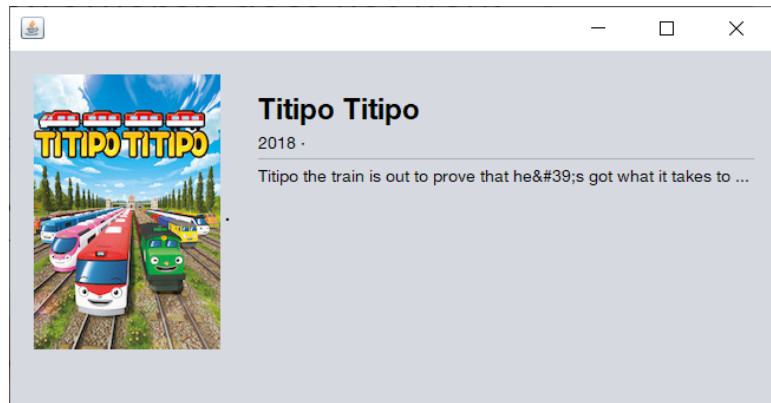 TITIPO TITIPO
Titipo Titipo
2018 ·
Titipo the train is out to prove that he&#39;s got what it takes to ...